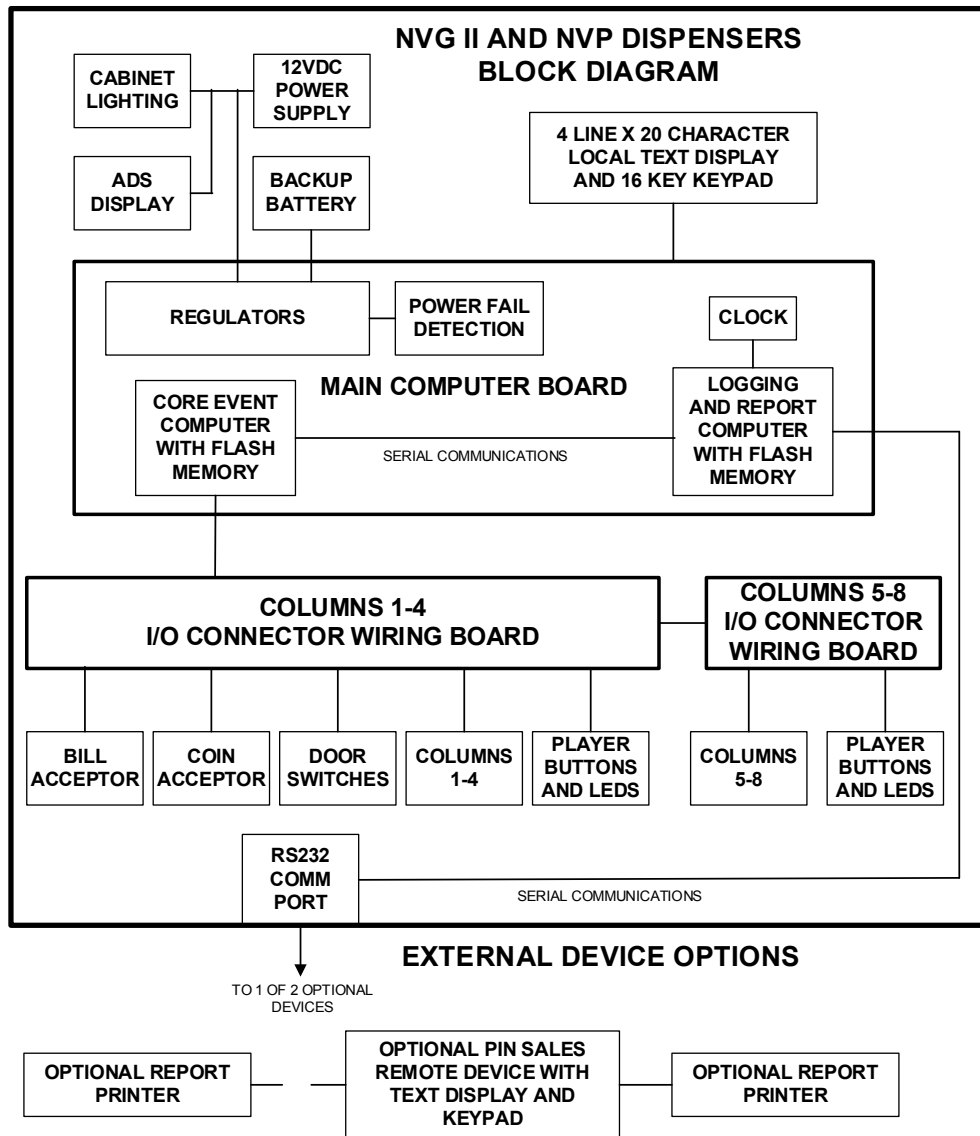 NVG II AND NVP DISPENSERS
BLOCK DIAGRAM
CABINET
LIGHTING
12VDC
POWER
SUPPLY
4 LINE X 20 CHARACTER
LOCAL TEXT DISPLAY
AND 16 KEY KEYPAD
ADS
DISPLAY
BACKUP
BATTERY
REGULATORS
POWER FAIL
DETECTION
CLOCK
MAIN COMPUTER BOARD
CORE EVENT
COMPUTER
WITH FLASH
MEMORY
SERIAL COMMUNICATIONS
LOGGING
AND REPORT
COMPUTER
WITH FLASH
MEMORY
COLUMNS 1-4
I/O CONNECTOR WIRING BOARD
COLUMNS 5-8
I/O CONNECTOR
WIRING BOARD
BILL
ACCEPTOR
COIN
ACCEPTOR
DOOR
SWITCHES
COLUMNS
1-4
PLAYER
BUTTONS
AND LEDS
COLUMNS
5-8
PLAYER
BUTTONS
AND LEDS
RS232
COMM
PORT
SERIAL COMMUNICATIONS
EXTERNAL DEVICE OPTIONS
TO 1 OF 2 OPTIONAL
DEVICES
OPTIONAL REPORT
PRINTER
OPTIONAL PIN SALES
REMOTE DEVICE WITH
TEXT DISPLAY AND
KEYPAD
OPTIONAL REPORT
PRINTER